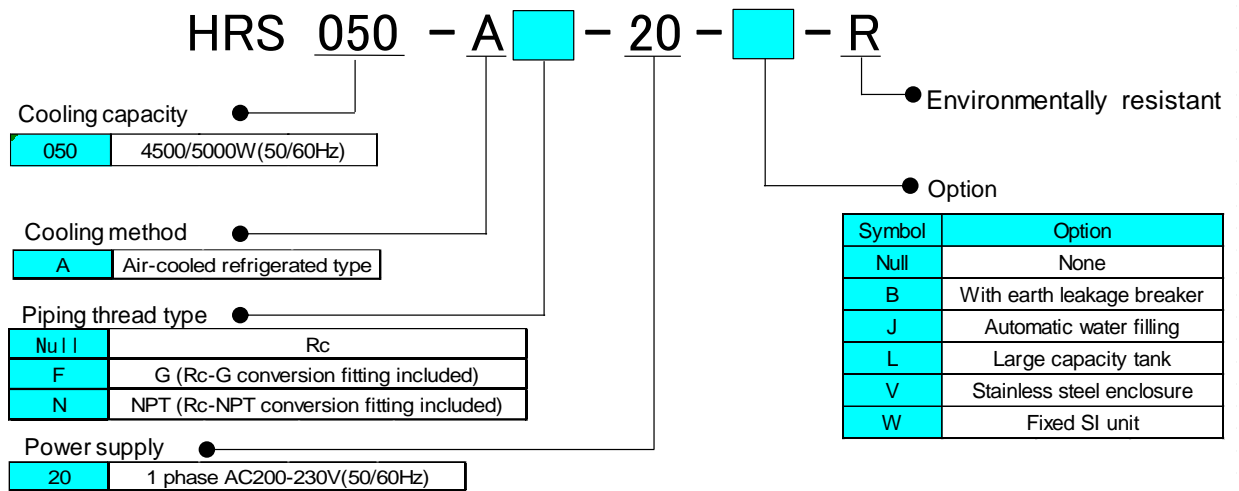 HRS 050 - A - 20 - - R
Environmentally resistant
Cooling capacity
050 4500/5000W(50/60Hz)
Option
Symbol Option
Null None
B With earth leakage breaker
J Automatic water filling
L Large capacity tank
V Stainless steel enclosure
W Fixed SI unit
Cooling method
A Air-cooled refrigerated type
Piping thread type
Null Rc
F G (Rc-G conversion fitting included)
N NPT (Rc-NPT conversion fitting included)
Power supply
20 1 phase AC200-230V(50/60Hz)